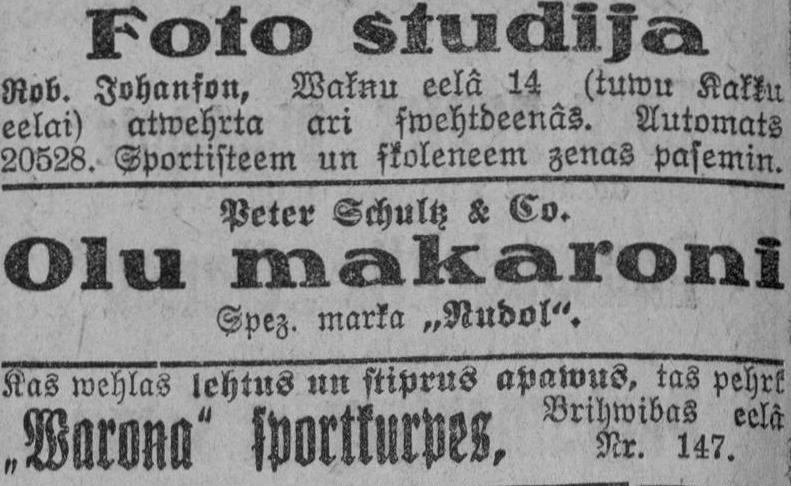 Foto studija
Rob. Johanſon, Waļņu eelâ 14 (tuwu Kaļķu
eelai) atwehrta ari ſwehtdeenâs. Automats
20528. Sportiſteem un ſkoleneem zenas paſemin.
Peter Schultz & Co.
Olu makaroni
Spez. marka „Nudol“.
Kas wehlas lehtus un ſtiprus apawus, tas pehrk
„Warona“ ſportkurpes, Brihwibas eelâ
Nr. 147.